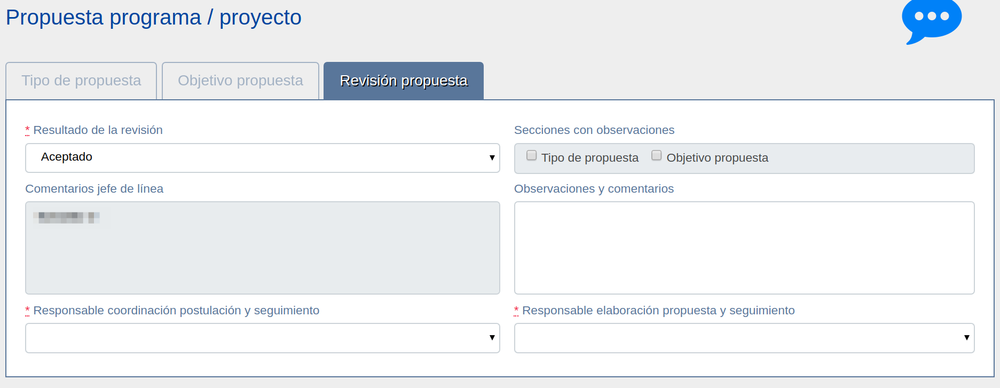 Propuesta programa / proyecto
Tipo de propuesta
Objetivo propuesta
Revisión propuesta
* Resultado de la revisión
Secciones con observaciones
Aceptado
Tipo de propuesta
Objetivo propuesta
Comentarios jefe de línea
Observaciones y comentarios
* Responsable coordinación postulación y seguimiento
* Responsable elaboración propuesta y seguimiento